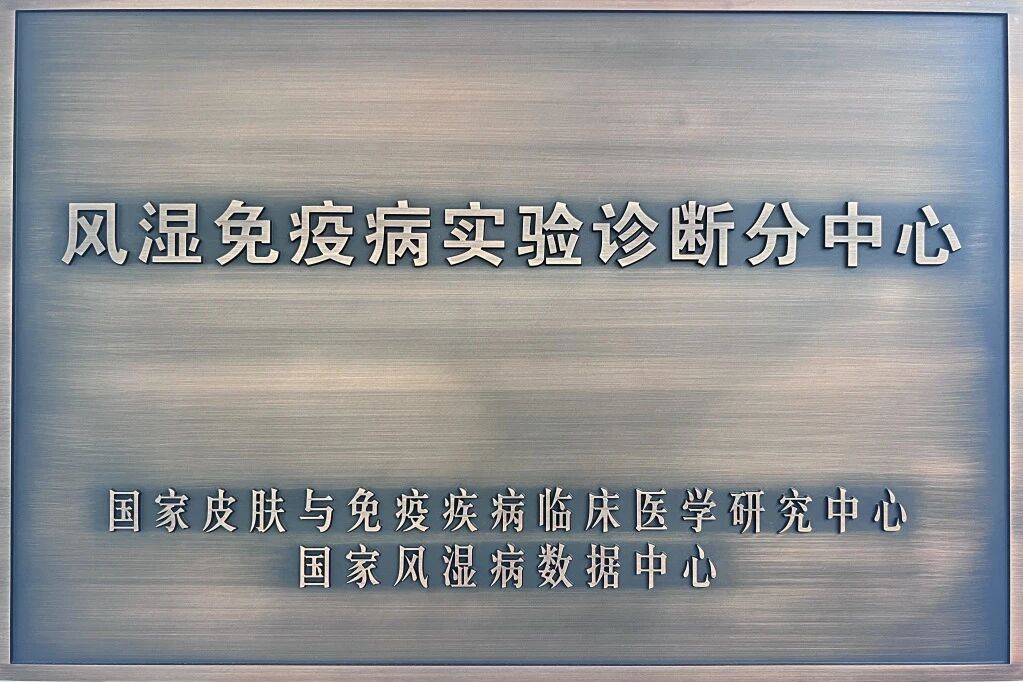 风湿免疫病实验诊断分中心
国家皮肤与免疫疾病临床医学研究中心
国家风湿病数据中心